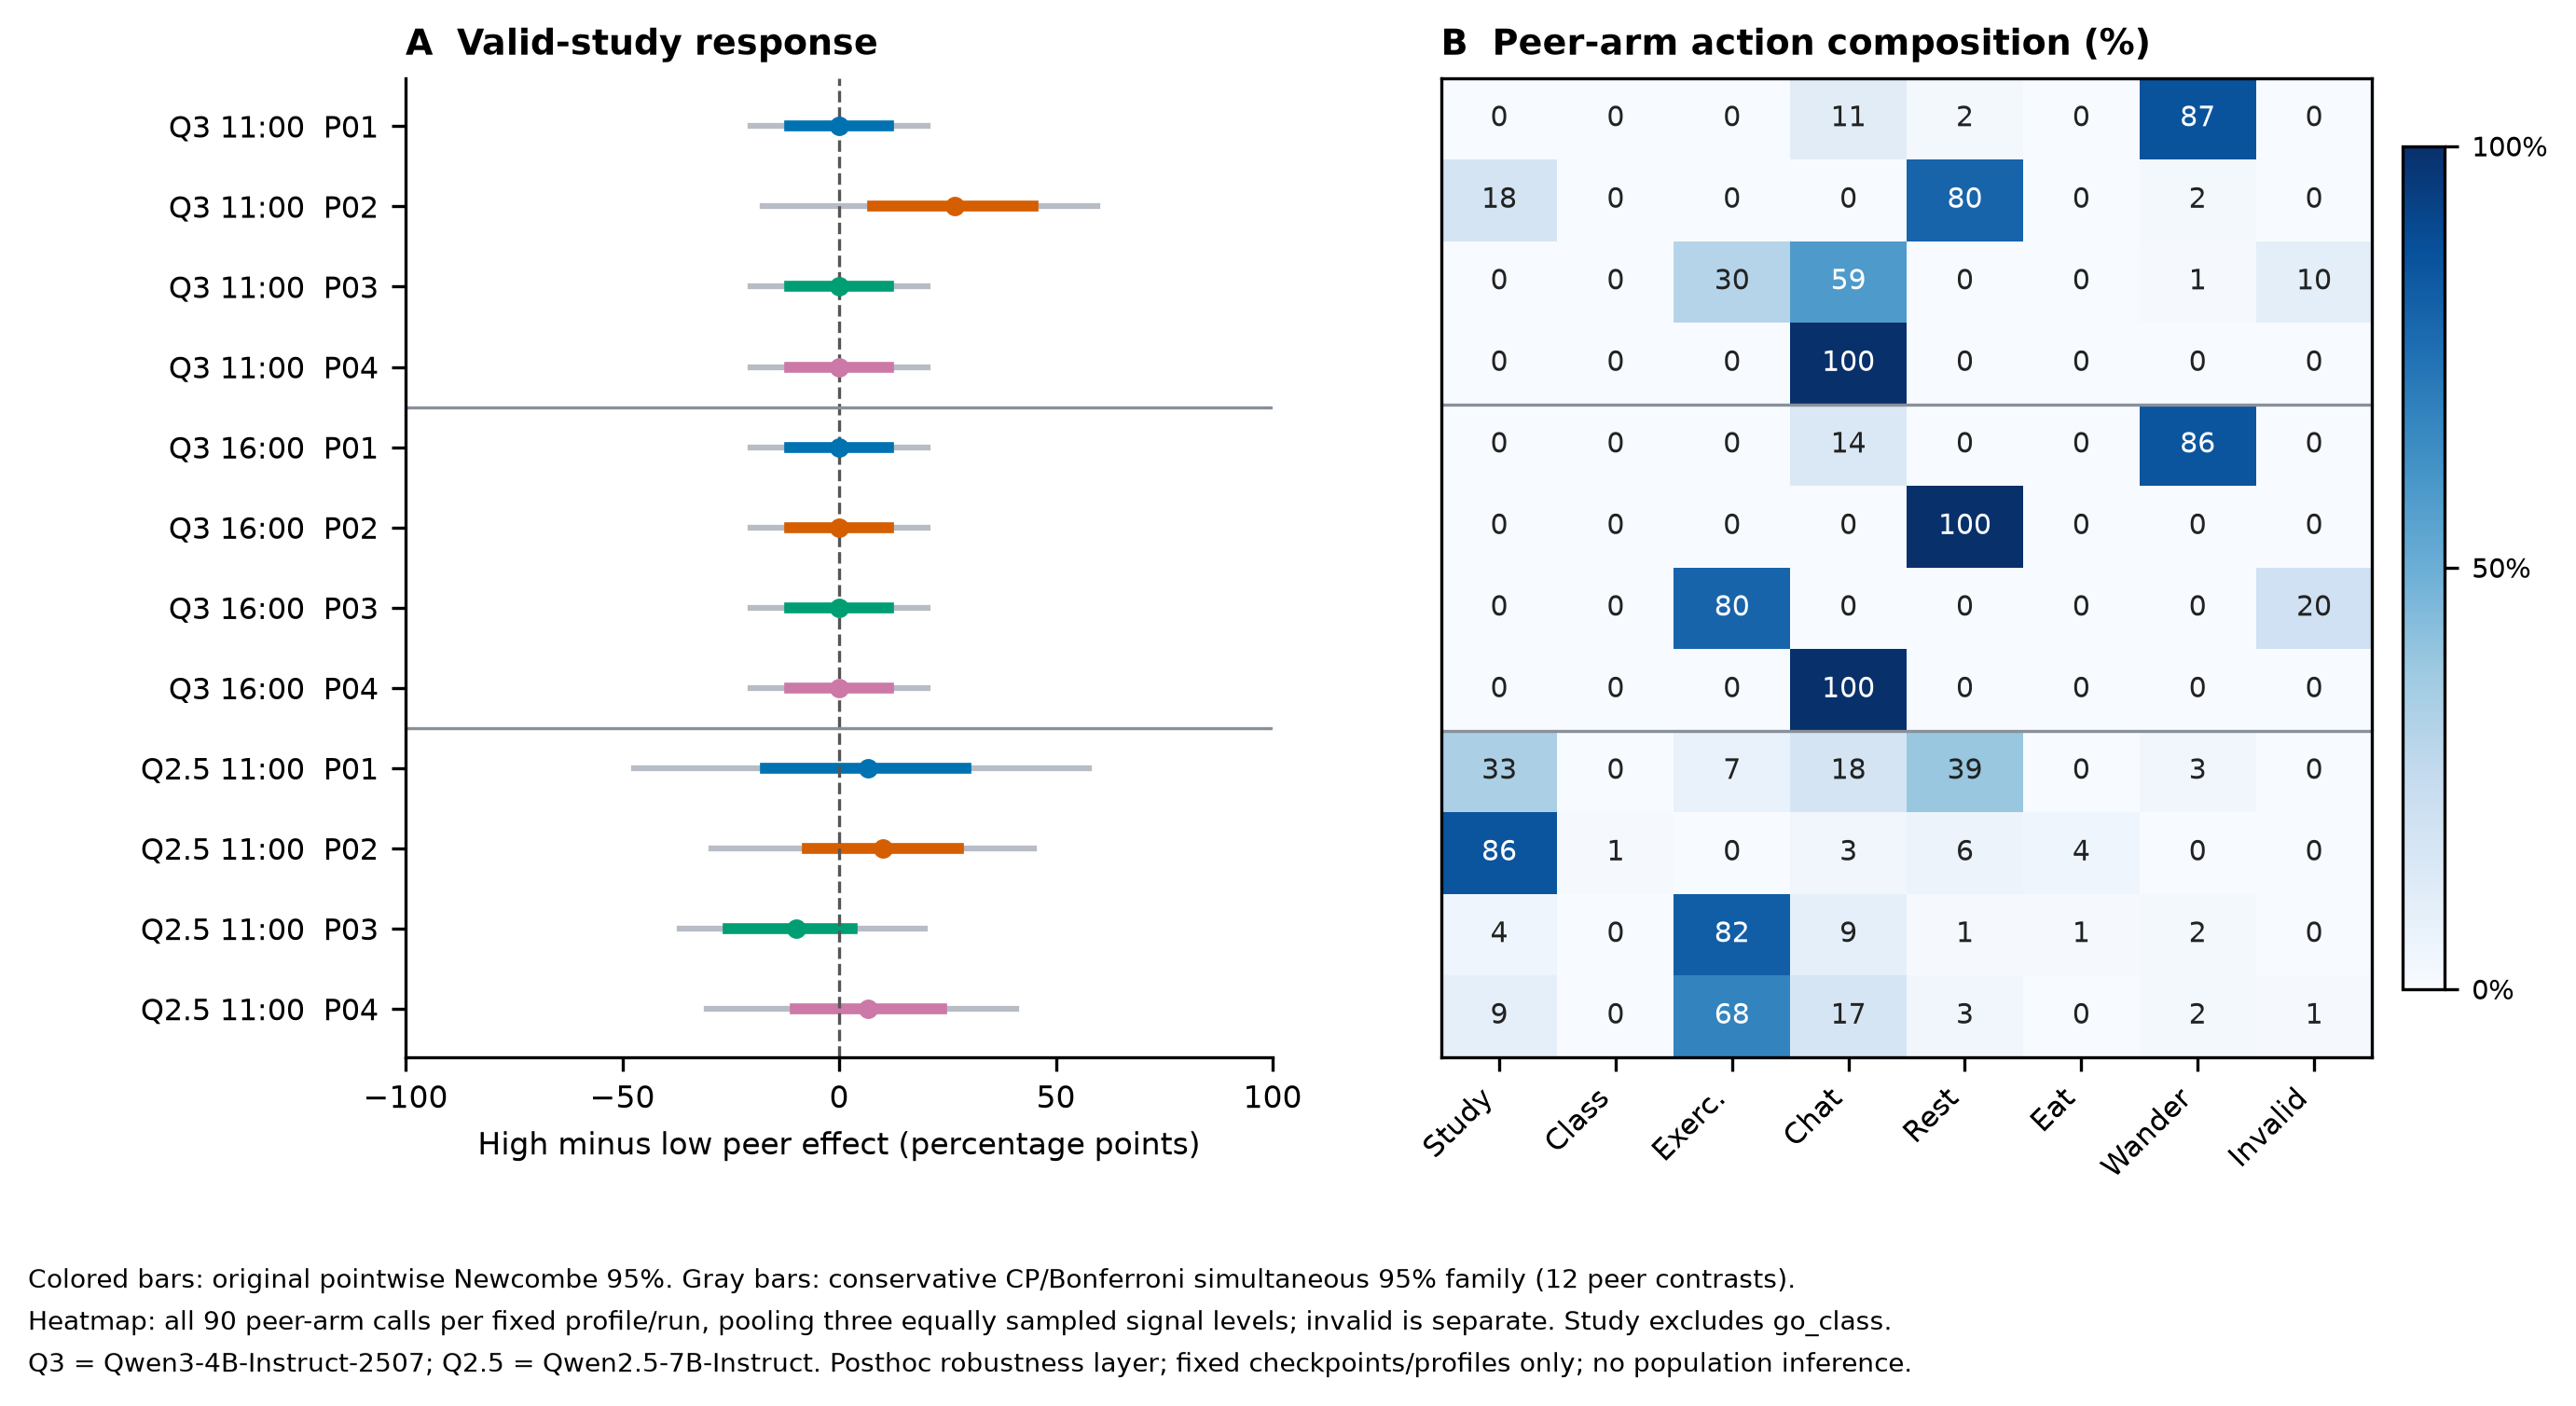 A Valid-study response
Q3 11:00 P01
Q3 11:00 P02
Q3 11:00 P03
Q3 11:00 P04
Q3 16:00 P01
Q3 16:00 P02
Q3 16:00 P03
Q3 16:00 P04
Q2.5 11:00 P01
Q2.5 11:00 P02
Q2.5 11:00 P03
Q2.5 11:00 P04
−100 −50 0 50 100
High minus low peer effect (percentage points)
B Peer-arm action composition (%)
0 0 0 11 2 0 87 0
18 0 0 0 80 0 2 0
0 0 30 59 0 0 1 10
0 0 0 100 0 0 0 0
0 0 0 14 0 0 86 0
0 0 0 0 100 0 0 0
0 0 80 0 0 0 0 20
0 0 0 100 0 0 0 0
33 0 7 18 39 0 3 0
86 1 0 3 6 4 0 0
4 0 82 9 1 1 2 0
9 0 68 17 3 0 2 1
Study Class Exerc. Chat Rest Eat Wander Invalid
100%
50%
0%
Colored bars: original pointwise Newcombe 95%. Gray bars: conservative CP/Bonferroni simultaneous 95% family (12 peer contrasts).
Heatmap: all 90 peer-arm calls per fixed profile/run, pooling three equally sampled signal levels; invalid is separate. Study excludes go_class.
Q3 = Qwen3-4B-Instruct-2507; Q2.5 = Qwen2.5-7B-Instruct. Posthoc robustness layer; fixed checkpoints/profiles only; no population inference.